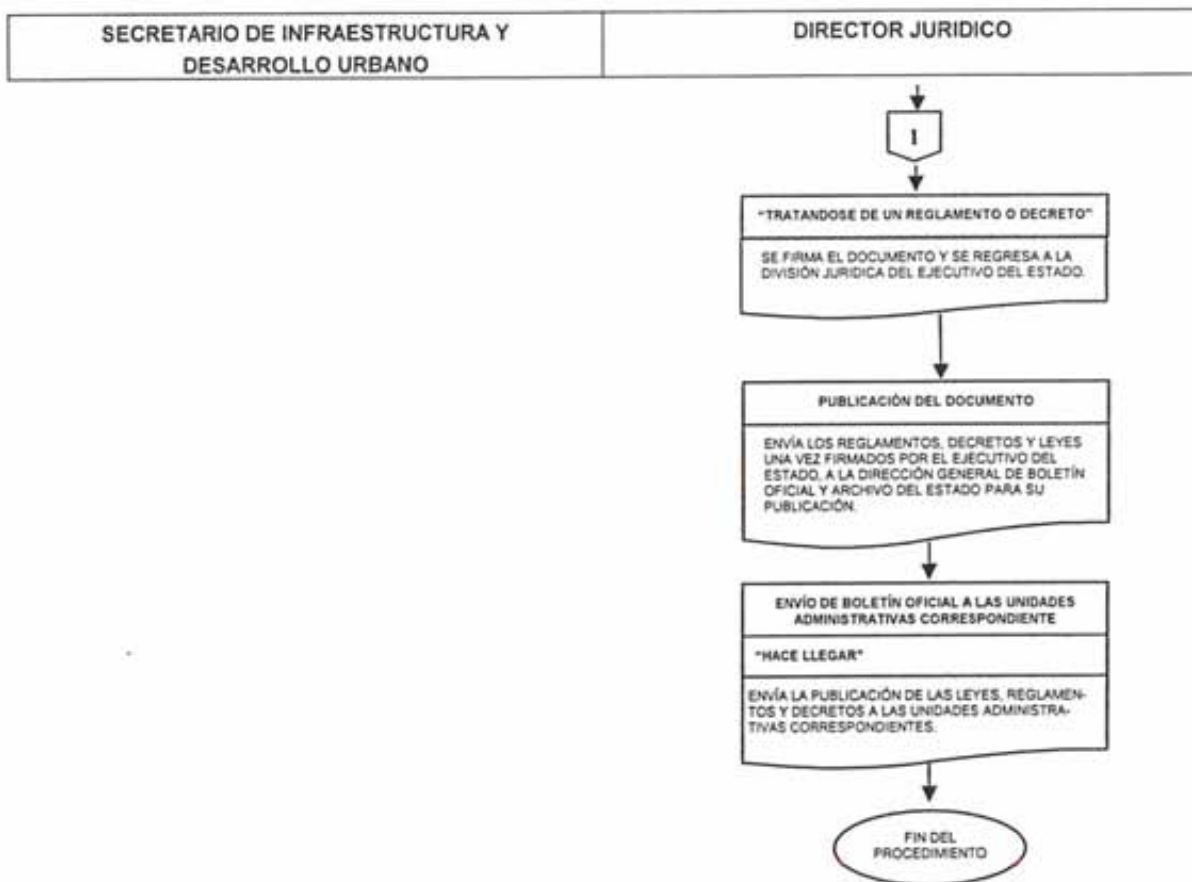 SECRETARIO DE INFRAESTRUCTURA Y
DESARROLLO URBANO
DIRECTOR JURIDICO
1
"TRATANDOSE DE UN REGLAMENTO O DECRETO"
SE FIRMA EL DOCUMENTO Y SE REGRESA A LA
DIVISIÓN JURIDICA DEL EJECUTIVO DEL ESTADO.
PUBLICACIÓN DEL DOCUMENTO
ENVÍA LOS REGLAMENTOS, DECRETOS Y LEYES
UNA VEZ FIRMADOS POR EL EJECUTIVO DEL
ESTADO, A LA DIRECCIÓN GENERAL DE BOLETÍN
OFICIAL Y ARCHIVO DEL ESTADO PARA SU
PUBLICACIÓN.
ENVÍO DE BOLETÍN OFICIAL A LAS UNIDADES
ADMINISTRATIVAS CORRESPONDIENTE
"HACE LLEGAR"
ENVÍA LA PUBLICACIÓN DE LAS LEYES, REGLAMEN-
TOS Y DECRETOS A LAS UNIDADES ADMINISTRA-
TIVAS CORRESPONDIENTES.
FIN DEL
PROCEDIMIENTO